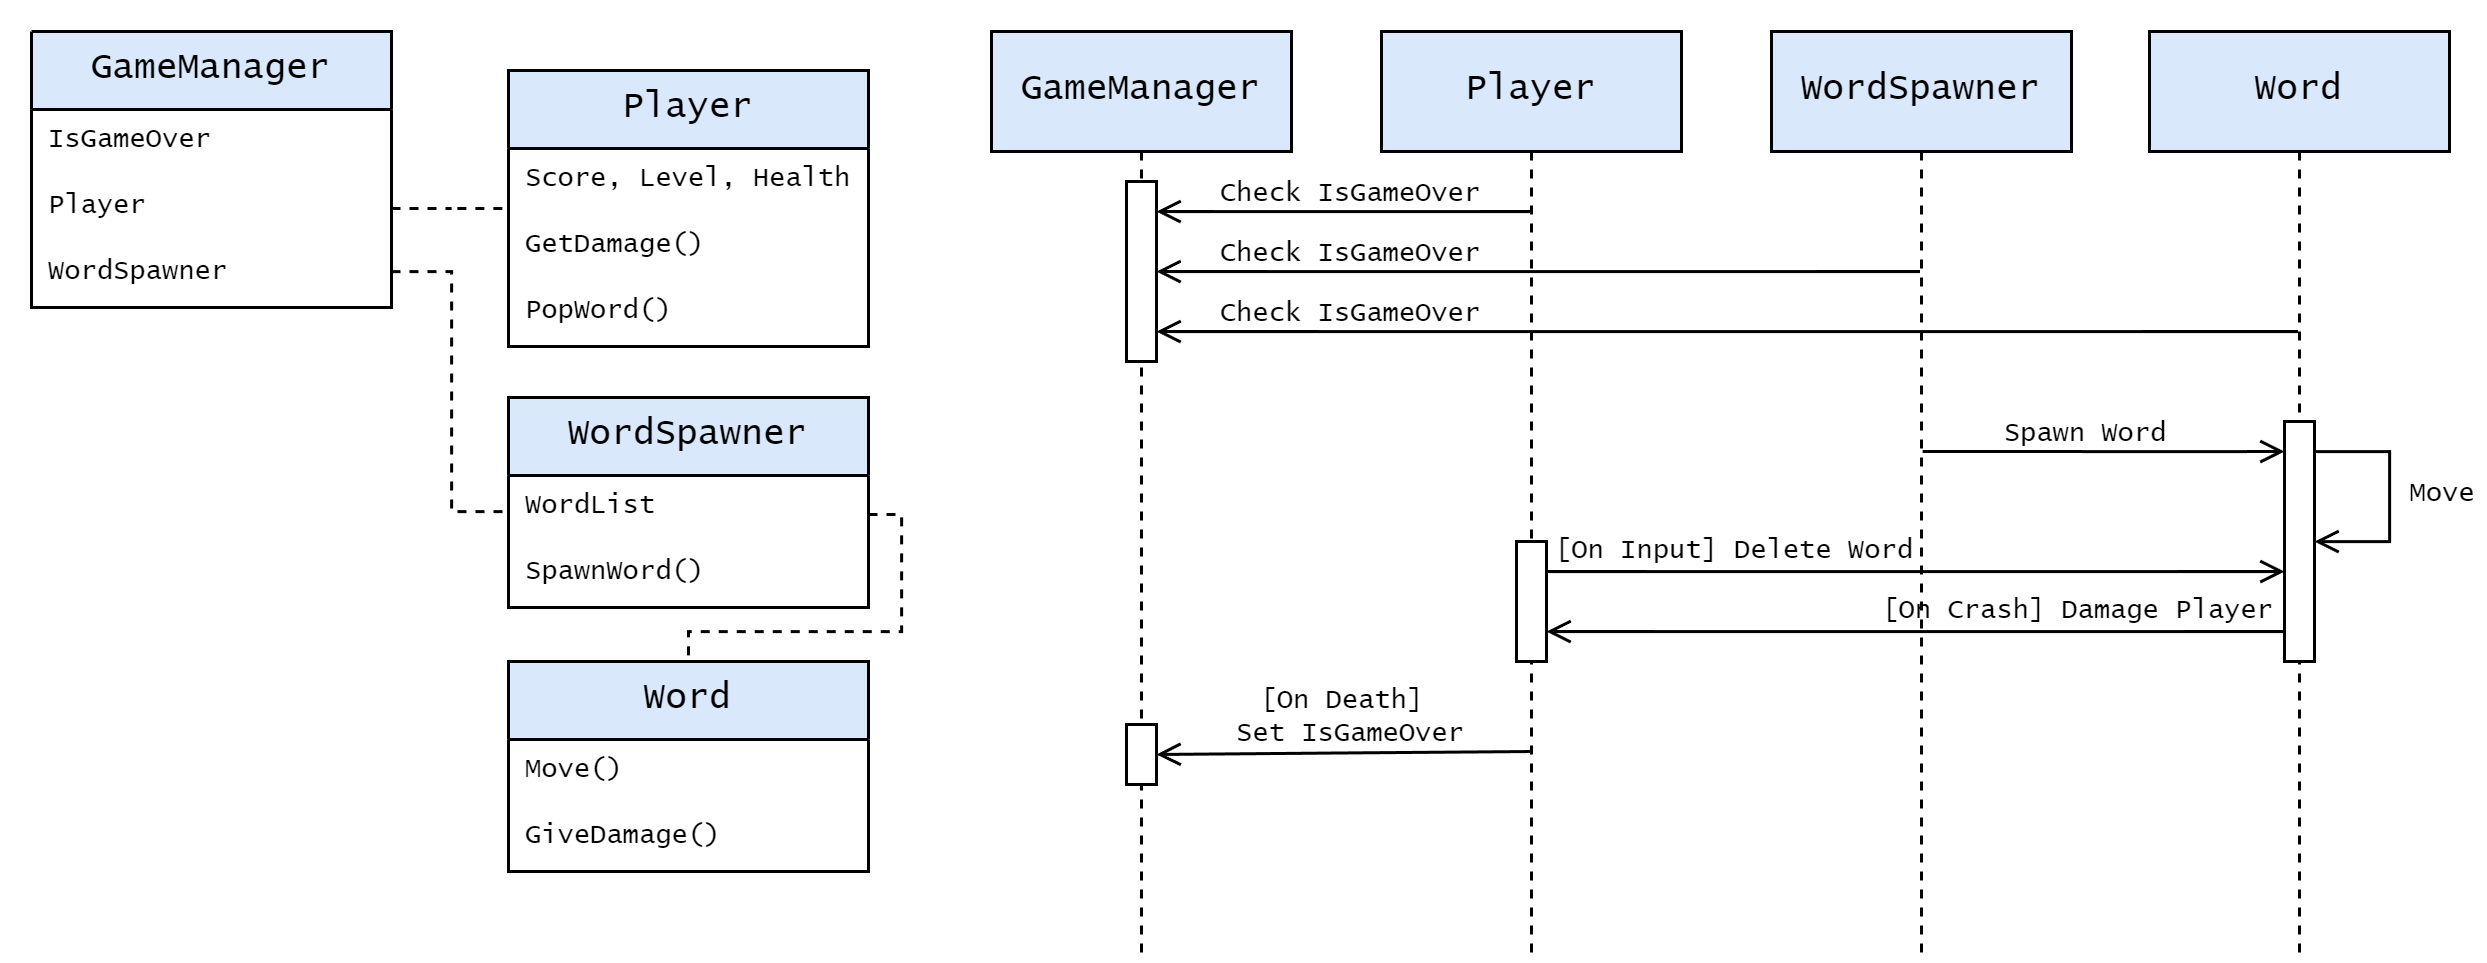 GameManager
IsGameOver
Player
WordSpawner
Player
Score, Level, Health
GetDamage()
PopWord()
WordSpawner
WordList
SpawnWord()
Word
Move()
GiveDamage()
GameManager
Player
WordSpawner
Word
Check IsGameOver
Check IsGameOver
Check IsGameOver
Spawn Word
Move
[On Input] Delete Word
[On Crash] Damage Player
[On Death]
Set IsGameOver